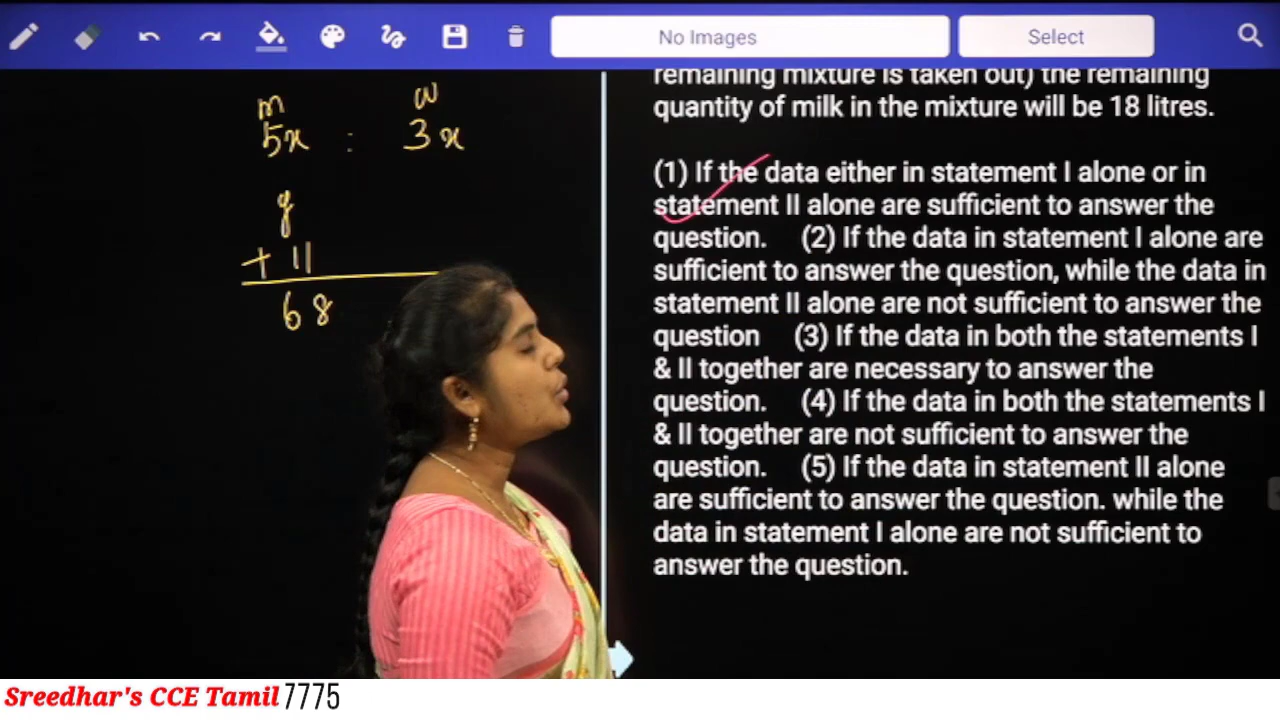 No Images
Select
m
w
5x : 3x
y
+ 11
68
remaining mixture is taken out) the remaining
quantity of milk in the mixture will be 18 litres.
(1) If the data either in statement I alone or in
statement II alone are sufficient to answer the
question. (2) If the data in statement I alone are
sufficient to answer the question, while the data in
statement II alone are not sufficient to answer the
question (3) If the data in both the statements I
& II together are necessary to answer the
question. (4) If the data in both the statements I
& II together are not sufficient to answer the
question. (5) If the data in statement II alone
are sufficient to answer the question. while the
data in statement I alone are not sufficient to
answer the question.
Sreedhar's CCE Tamil 7775